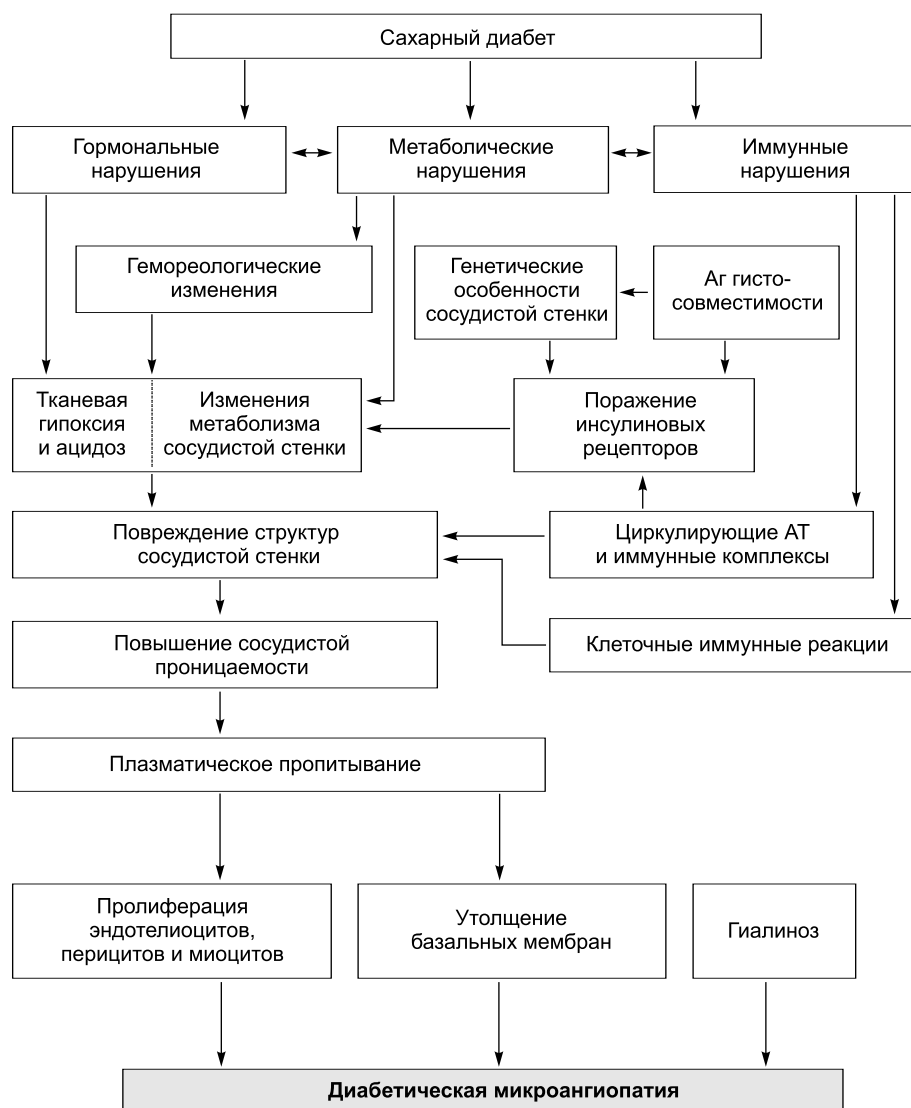 Сахарный диабет
Гормональные
нарушения
Метаболические
нарушения
Иммунные
нарушения
Гемореологические
изменения
Генетические
особенности
сосудистой стенки
Аг гисто-
совместимости
Тканевая
гипоксия
и ацидоз
Изменения
метаболизма
сосудистой стенки
Поражение
инсулиновых
рецепторов
Повреждение структур
сосудистой стенки
Циркулирующие АТ
и иммунные комплексы
Повышение сосудистой
проницаемости
Клеточные иммунные реакции
Плазматическое пропитывание
Пролиферация
эндотелиоцитов,
перицитов и миоцитов
Утолщение
базальных мембран
Гиалиноз
Диабетическая микроангиопатия